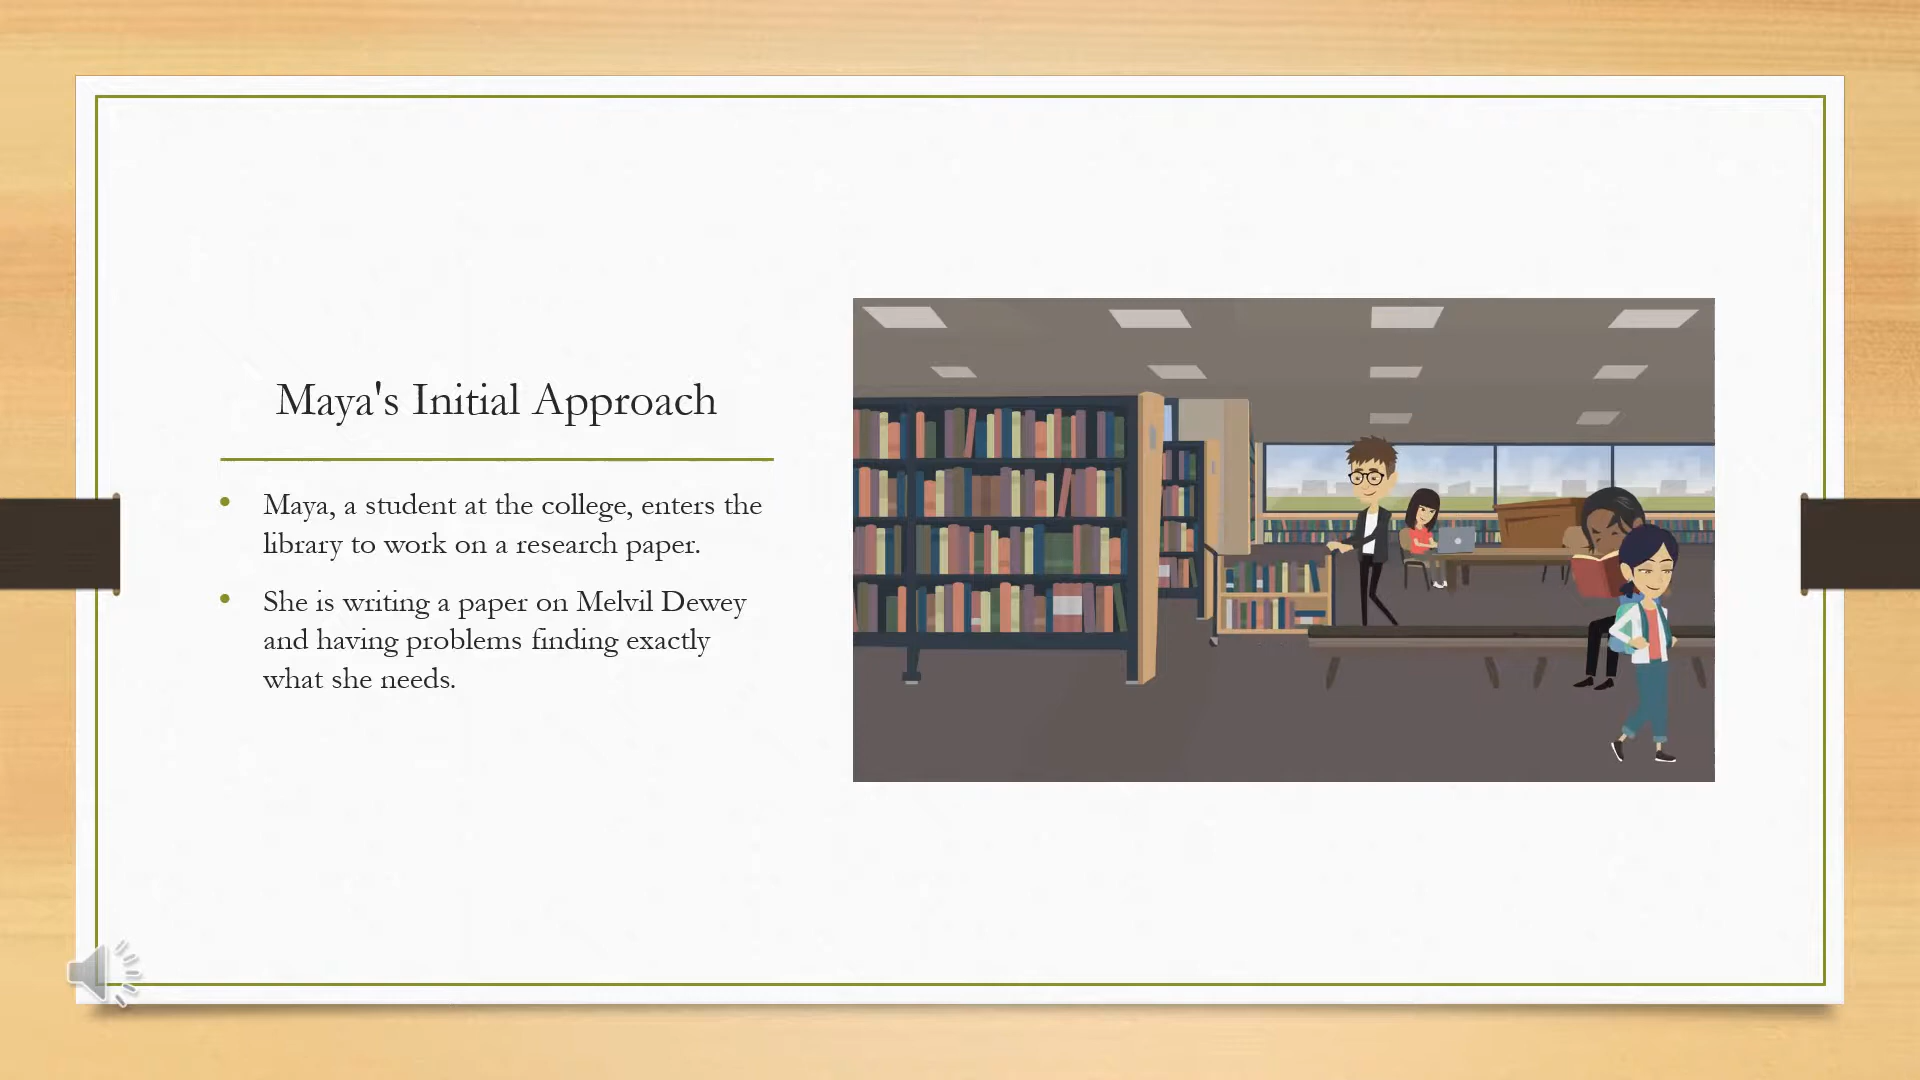 Maya's Initial Approach
• Maya, a student at the college, enters the
library to work on a research paper.
• She is writing a paper on Melvil Dewey
and having problems finding exactly
what she needs.